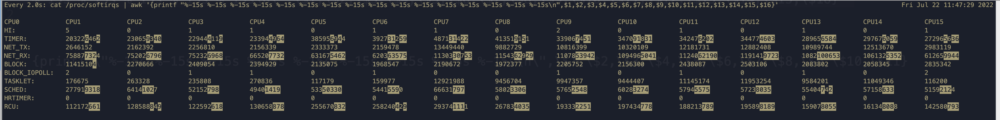 Every 2.0s: cat /proc/softirqs | awk '{printf "%-15s %-15s %-15s %-15s %-15s %-15s %-15s %-15s %-15s %-15s %-15s %-15s %-15s %-15s %-15s %-15s\n",$1,$2,$3,$4,$5,$6,$7,$8,$9,$10,$11,$12,$13,$14,$15,$16}' Fri Jul 22 11:47:29 2022
CPU0 CPU1 CPU2 CPU3 CPU4 CPU5 CPU6 CPU7 CPU8 CPU9 CPU10 CPU11 CPU12 CPU13 CPU14 CPU15
HI: 5 0 1 1 0 1 1 0 2 0 1 0 1 0 1
TIMER: 203226462 230659340 229444119 233944964 385956944 392731259 487131422 413519151 339067451 347091831 342476202 344774603 289656584 297676059 272965636
NET_TX: 2646152 2162392 2256810 2156339 2333373 2159478 13449440 9882729 10816399 10320109 12181731 12882408 10989744 12513670 2983119
NET_RX: 758877324 752026796 752326968 665207732 631675462 620363575 1130330753 1154362929 1107853942 1094965041 1124062190 1191419723 1082100653 1061325352 612659944
BLOCK: 11415104 2270666 2409054 2394929 2135075 1968547 2190672 1972377 2205752 2156300 2438087 2503106 2083802 2058345 2835342
BLOCK_IOPOLL: 2 0 1 1 0 1 0 0 1 0 1 0 1 0 2
TASKLET: 176675 263328 235808 270836 117179 159977 12921988 9456704 9947357 9444407 11145174 11953254 9584201 11049346 116200
SCHED: 277919318 64141027 52152798 49401419 53350330 54415590 66631797 58023306 57652548 60283274 57945575 57238035 55404742 57158633 51592124
HRTIMER: 0 0 0 0 0 0 0 0 0 0 0 0 0 0 0
RCU: 112172661 128588849 122592618 130658878 255670832 258240429 293741111 267834035 193332251 197434778 188213789 195898189 159078055 161348088 142580793